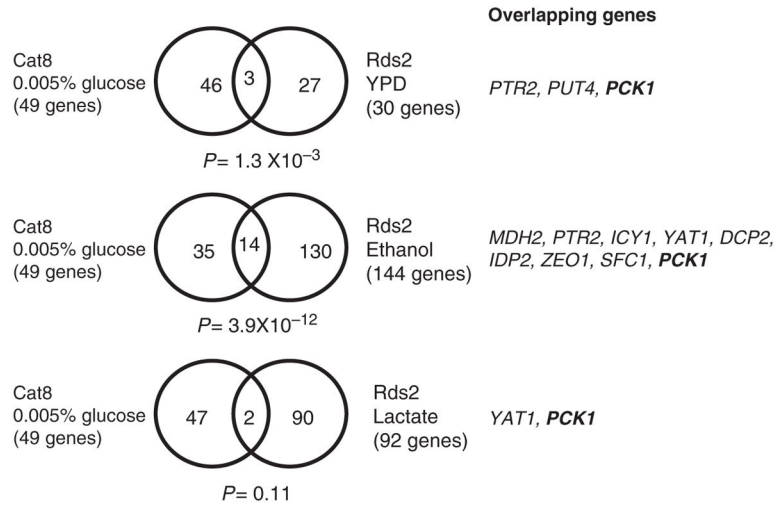 Overlapping genes
Cat8
0.005% glucose
(49 genes)
46
3
27
Rds2
YPD
(30 genes)
PTR2, PUT4, PCK1
P= 1.3 X10–3
Cat8
0.005% glucose
(49 genes)
35
14
130
Rds2
Ethanol
(144 genes)
MDH2, PTR2, ICY1, YAT1, DCP2,
IDP2, ZEO1, SFC1, PCK1
P= 3.9X10–12
Cat8
0.005% glucose
(49 genes)
47
2
90
Rds2
Lactate
(92 genes)
YAT1, PCK1
P= 0.11